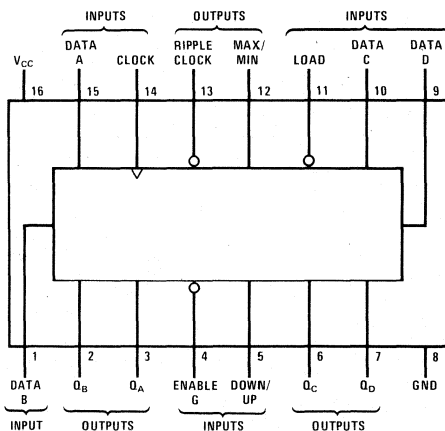 INPUTS OUTPUTS INPUTS
DATA MAX/ DATA DATA
VCC A CLOCK RIPPLE CLOCK MIN LOAD C D
16 15 14 13 12 11 10 9
1 2 3 4 5 6 7 8
DATA B QB QA ENABLE G DOWN/ UP QC QD GND
INPUT OUTPUTS INPUTS OUTPUTS